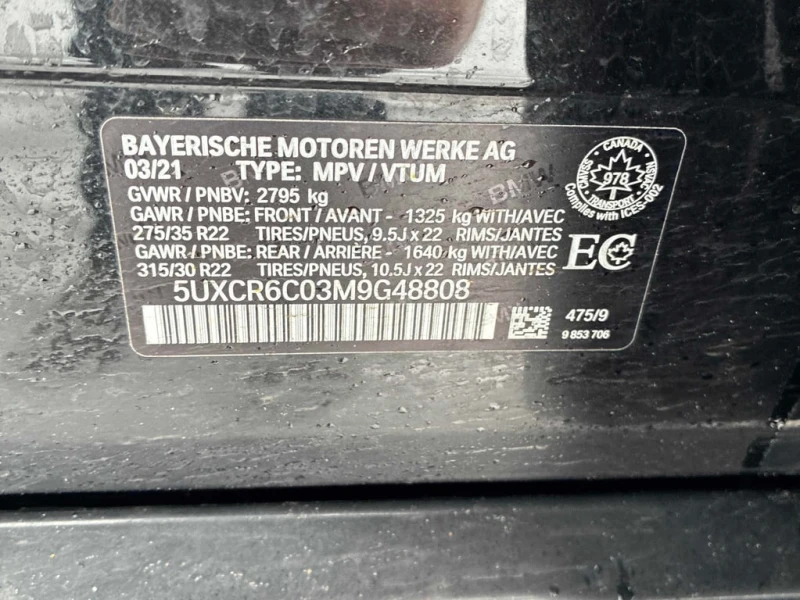 BAYERISCHE MOTOREN WERKE AG
03/21 TYPE: MPV / VTUM
GVWR / PNBV: 2795 kg
GAWR / PNBE: FRONT / AVANT - 1325 kg WITH/AVEC
275/35 R22 TIRES/PNEUS, 9.5J x 22 RIMS/JANTES
GAWR / PNBE: REAR / ARRIÈRE - 1640 kg WITH/AVEC
315/30 R22 TIRES/PNEUS, 10.5J x 22 RIMS/JANTES
5UXCR6C03M9G48808
CANADA
CMVSS NSVAC
978
TRANSPORT
Complies with ICES-002
EC
475/9
9 853 706
BMW